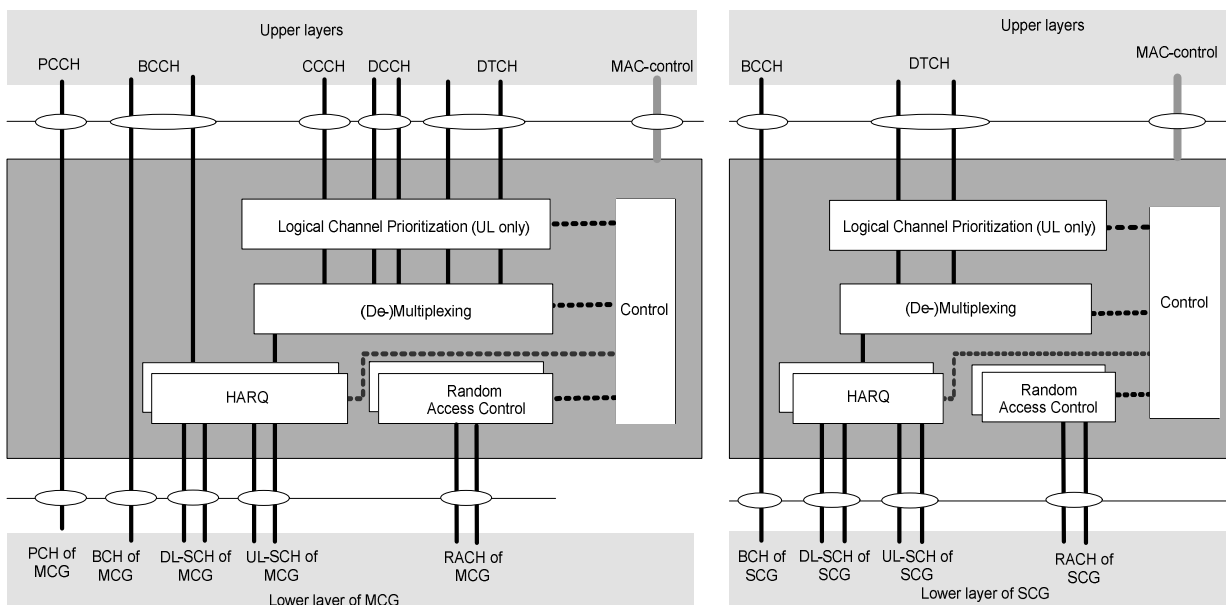 Upper layers
PCCH BCCH CCCH DCCH DTCH MAC-control
Logical Channel Prioritization (UL only)
(De-)Multiplexing
Control
HARQ
Random
Access Control
PCH of
MCG
BCH of
MCG
DL-SCH of
MCG
UL-SCH of
MCG
RACH of
MCG
Lower layer of MCG
Upper layers
BCCH DTCH MAC-control
Logical Channel Prioritization (UL only)
(De-)Multiplexing
Control
HARQ
Random
Access Control
BCH of
SCG
DL-SCH of
SCG
UL-SCH of
SCG
RACH of
SCG
Lower layer of SCG